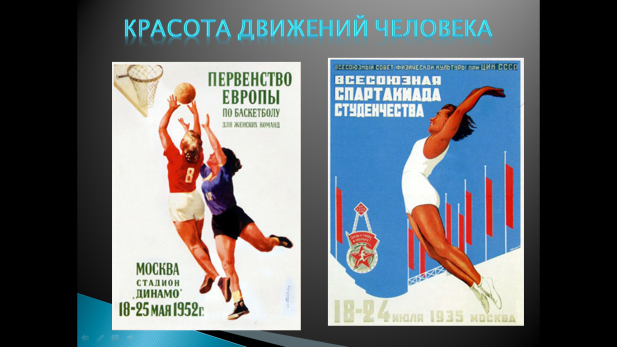 КРАСОТА ДВИЖЕНИЙ ЧЕЛОВЕКА
ПЕРВЕНСТВО
ЕВРОПЫ
ПО БАСКЕТБОЛУ
ДЛЯ ЖЕНСКИХ КОМАНД
8
МОСКВА
СТАДИОН
„ДИНАМО"
18-25 МАЯ 1952г.
ВСЕСОЮЗНЫЙ СОВЕТ ФИЗИЧЕСКОЙ КУЛЬТУРЫ ПРИ ЦИК СССР
ВСЕСОЮЗНАЯ
СПАРТАКИАДА
СТУДЕНЧЕСТВА
18-24 ИЮЛЯ 1935 МОСКВА